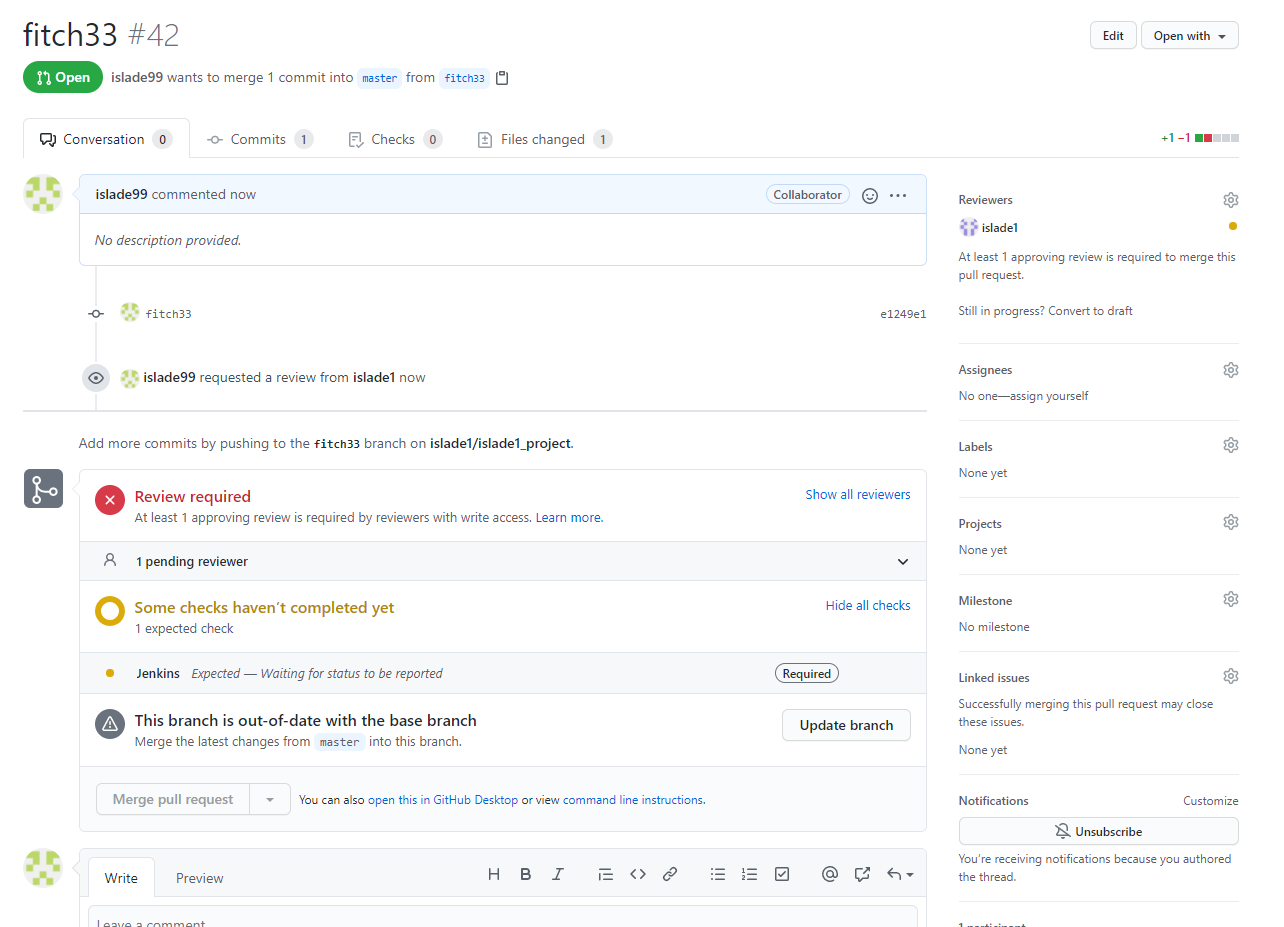 fitch33 #42
Edit
Open with
Open
islade99 wants to merge 1 commit into master from fitch33
Conversation 0
Commits 1
Checks 0
Files changed 1
+1 −1
islade99 commented now
Collaborator
No description provided.
fitch33
e1249e1
islade99 requested a review from islade1 now
Add more commits by pushing to the fitch33 branch on islade1/islade1_project.
Review required
Show all reviewers
At least 1 approving review is required by reviewers with write access. Learn more.
1 pending reviewer
Some checks haven't completed yet
Hide all checks
1 expected check
Jenkins Expected — Waiting for status to be reported
Required
This branch is out-of-date with the base branch
Merge the latest changes from master into this branch.
Update branch
Merge pull request
You can also open this in GitHub Desktop or view command line instructions.
Write
Preview
Leave a comment
Reviewers
islade1
At least 1 approving review is required to merge this
pull request.
Still in progress? Convert to draft
Assignees
No one—assign yourself
Labels
None yet
Projects
None yet
Milestone
No milestone
Linked issues
Successfully merging this pull request may close
these issues.
None yet
Notifications
Customize
Unsubscribe
You're receiving notifications because you authored
the thread.
1 participant